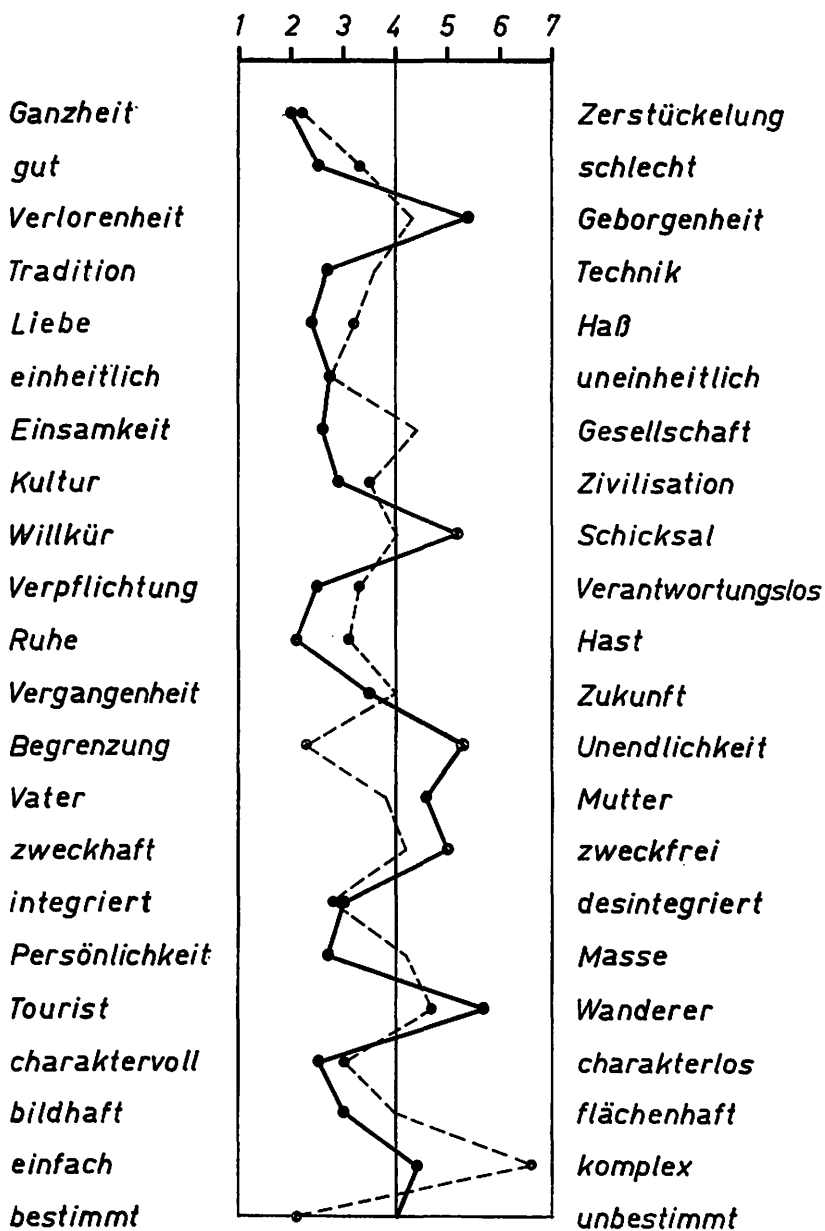 1 2 3 4 5 6 7
Ganzheit Zerstückelung
gut schlecht
Verlorenheit Geborgenheit
Tradition Technik
Liebe Haß
einheitlich uneinheitlich
Einsamkeit Gesellschaft
Kultur Zivilisation
Willkür Schicksal
Verpflichtung Verantwortungslos
Ruhe Hast
Vergangenheit Zukunft
Begrenzung Unendlichkeit
Vater Mutter
zweckhaft zweckfrei
integriert desintegriert
Persönlichkeit Masse
Tourist Wanderer
charaktervoll charakterlos
bildhaft flächenhaft
einfach komplex
bestimmt unbestimmt